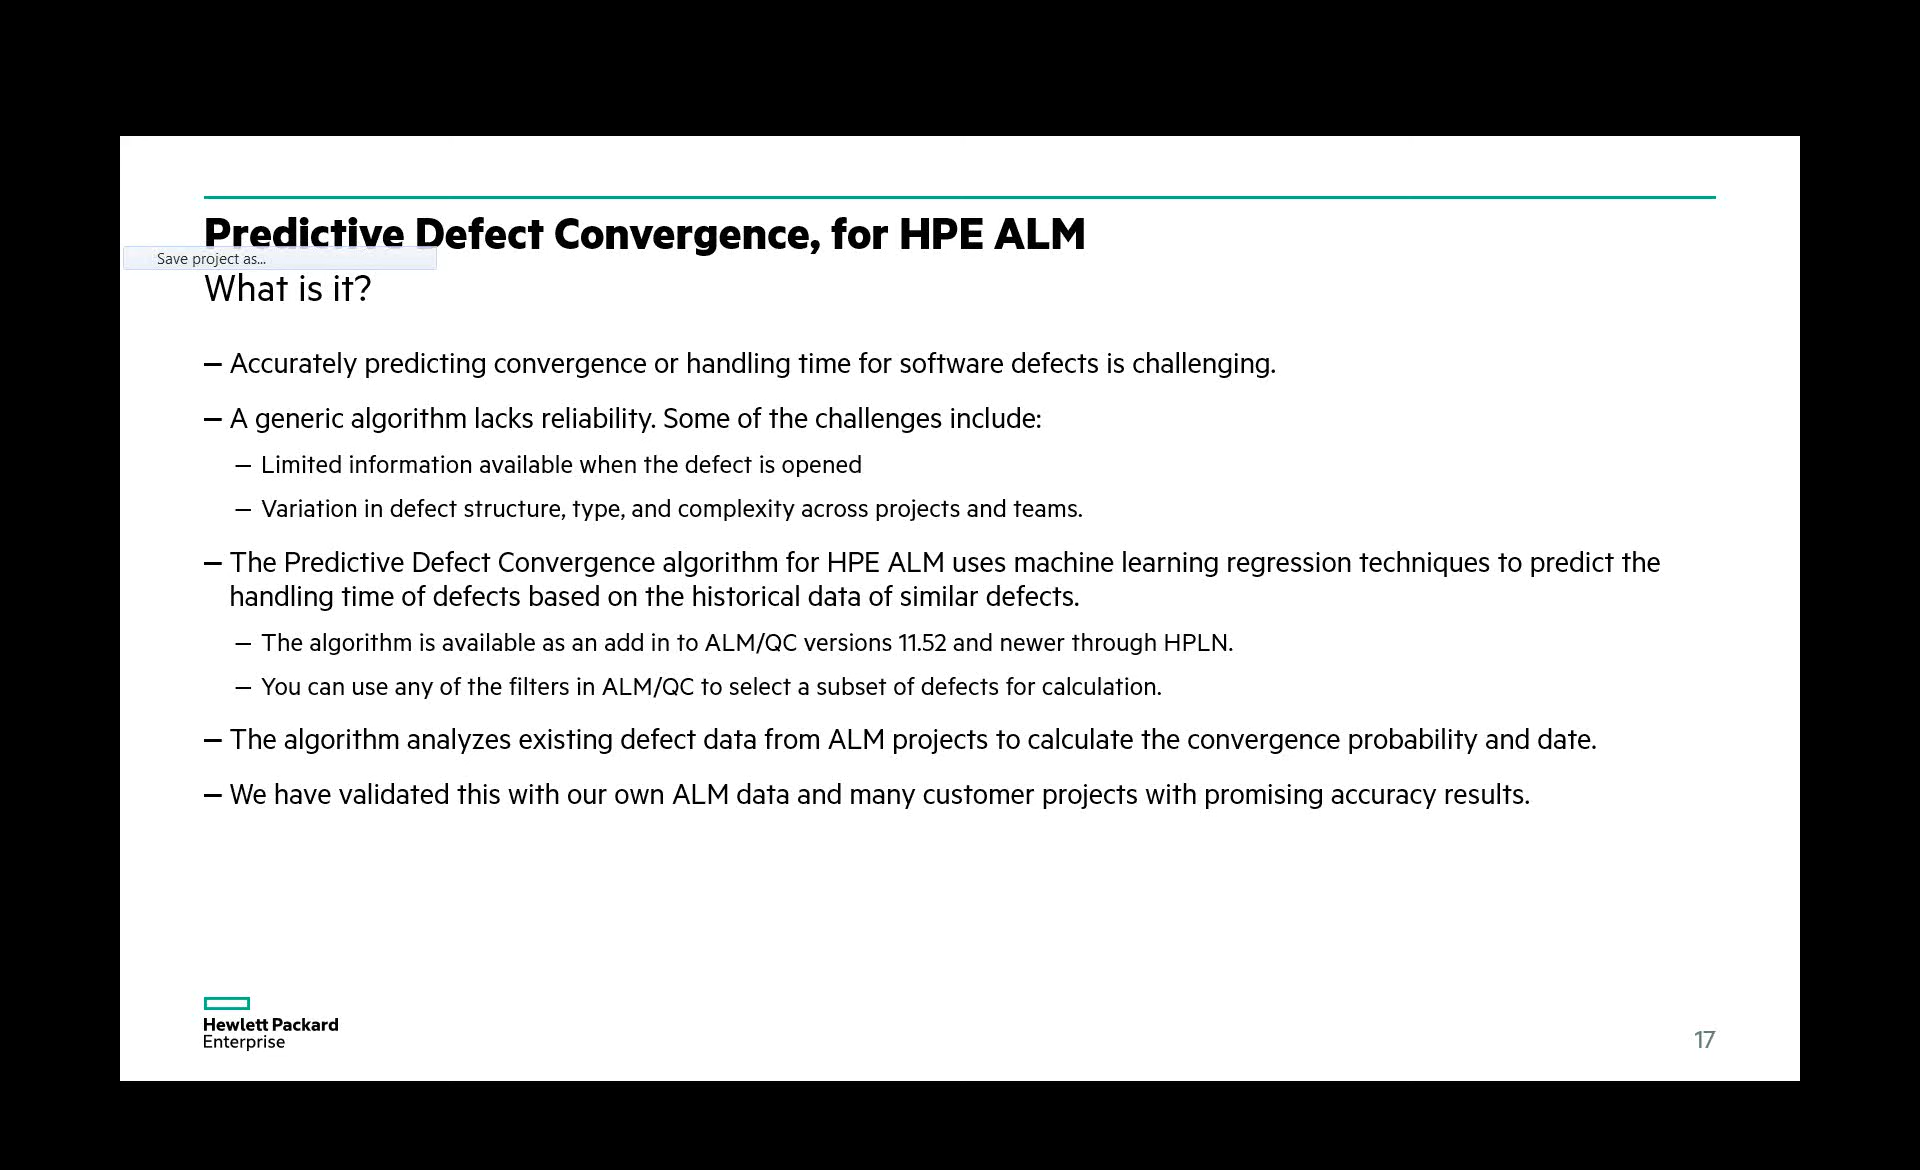 Predictive Defect Convergence, for HPE ALM
Save project as...
What is it?
– Accurately predicting convergence or handling time for software defects is challenging.
– A generic algorithm lacks reliability. Some of the challenges include:
– Limited information available when the defect is opened
– Variation in defect structure, type, and complexity across projects and teams.
– The Predictive Defect Convergence algorithm for HPE ALM uses machine learning regression techniques to predict the
handling time of defects based on the historical data of similar defects.
– The algorithm is available as an add in to ALM/QC versions 11.52 and newer through HPLN.
– You can use any of the filters in ALM/QC to select a subset of defects for calculation.
– The algorithm analyzes existing defect data from ALM projects to calculate the convergence probability and date.
– We have validated this with our own ALM data and many customer projects with promising accuracy results.
Hewlett Packard
Enterprise
17